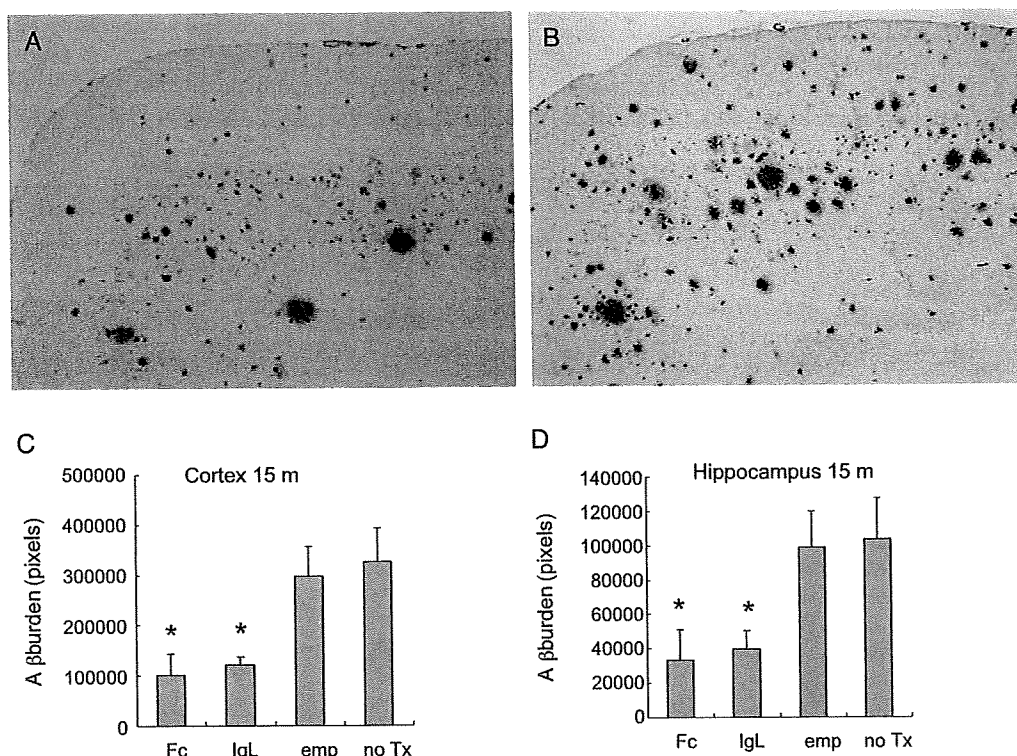 A
B
C
Cortex 15 m
500000
400000
300000
200000
100000
0
A βburden (pixels)
Fc IgL emp no Tx
* *
D
Hippocampus 15 m
140000
120000
100000
80000
60000
40000
20000
0
A βburden (pixels)
Fc IgL emp no Tx
* *